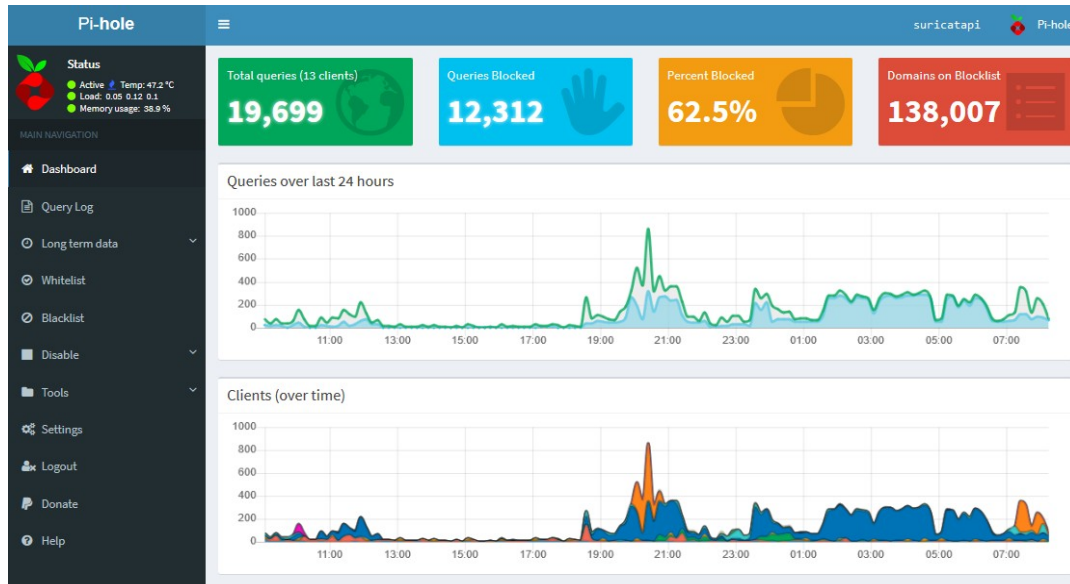 Pi-hole
suricatapi
Pi-hole
Status
Active Temp: 47.2 °C
Load: 0.05 0.12 0.1
Memory usage: 38.9 %
MAIN NAVIGATION
Dashboard
Query Log
Long term data
Whitelist
Blacklist
Disable
Tools
Settings
Logout
Donate
Help
Total queries (13 clients)
19,699
Queries Blocked
12,312
Percent Blocked
62.5%
Domains on Blocklist
138,007
Queries over last 24 hours
1000
800
600
400
200
0
11:00 13:00 15:00 17:00 19:00 21:00 23:00 01:00 03:00 05:00 07:00
Clients (over time)
1000
800
600
400
200
0
11:00 13:00 15:00 17:00 19:00 21:00 23:00 01:00 03:00 05:00 07:00